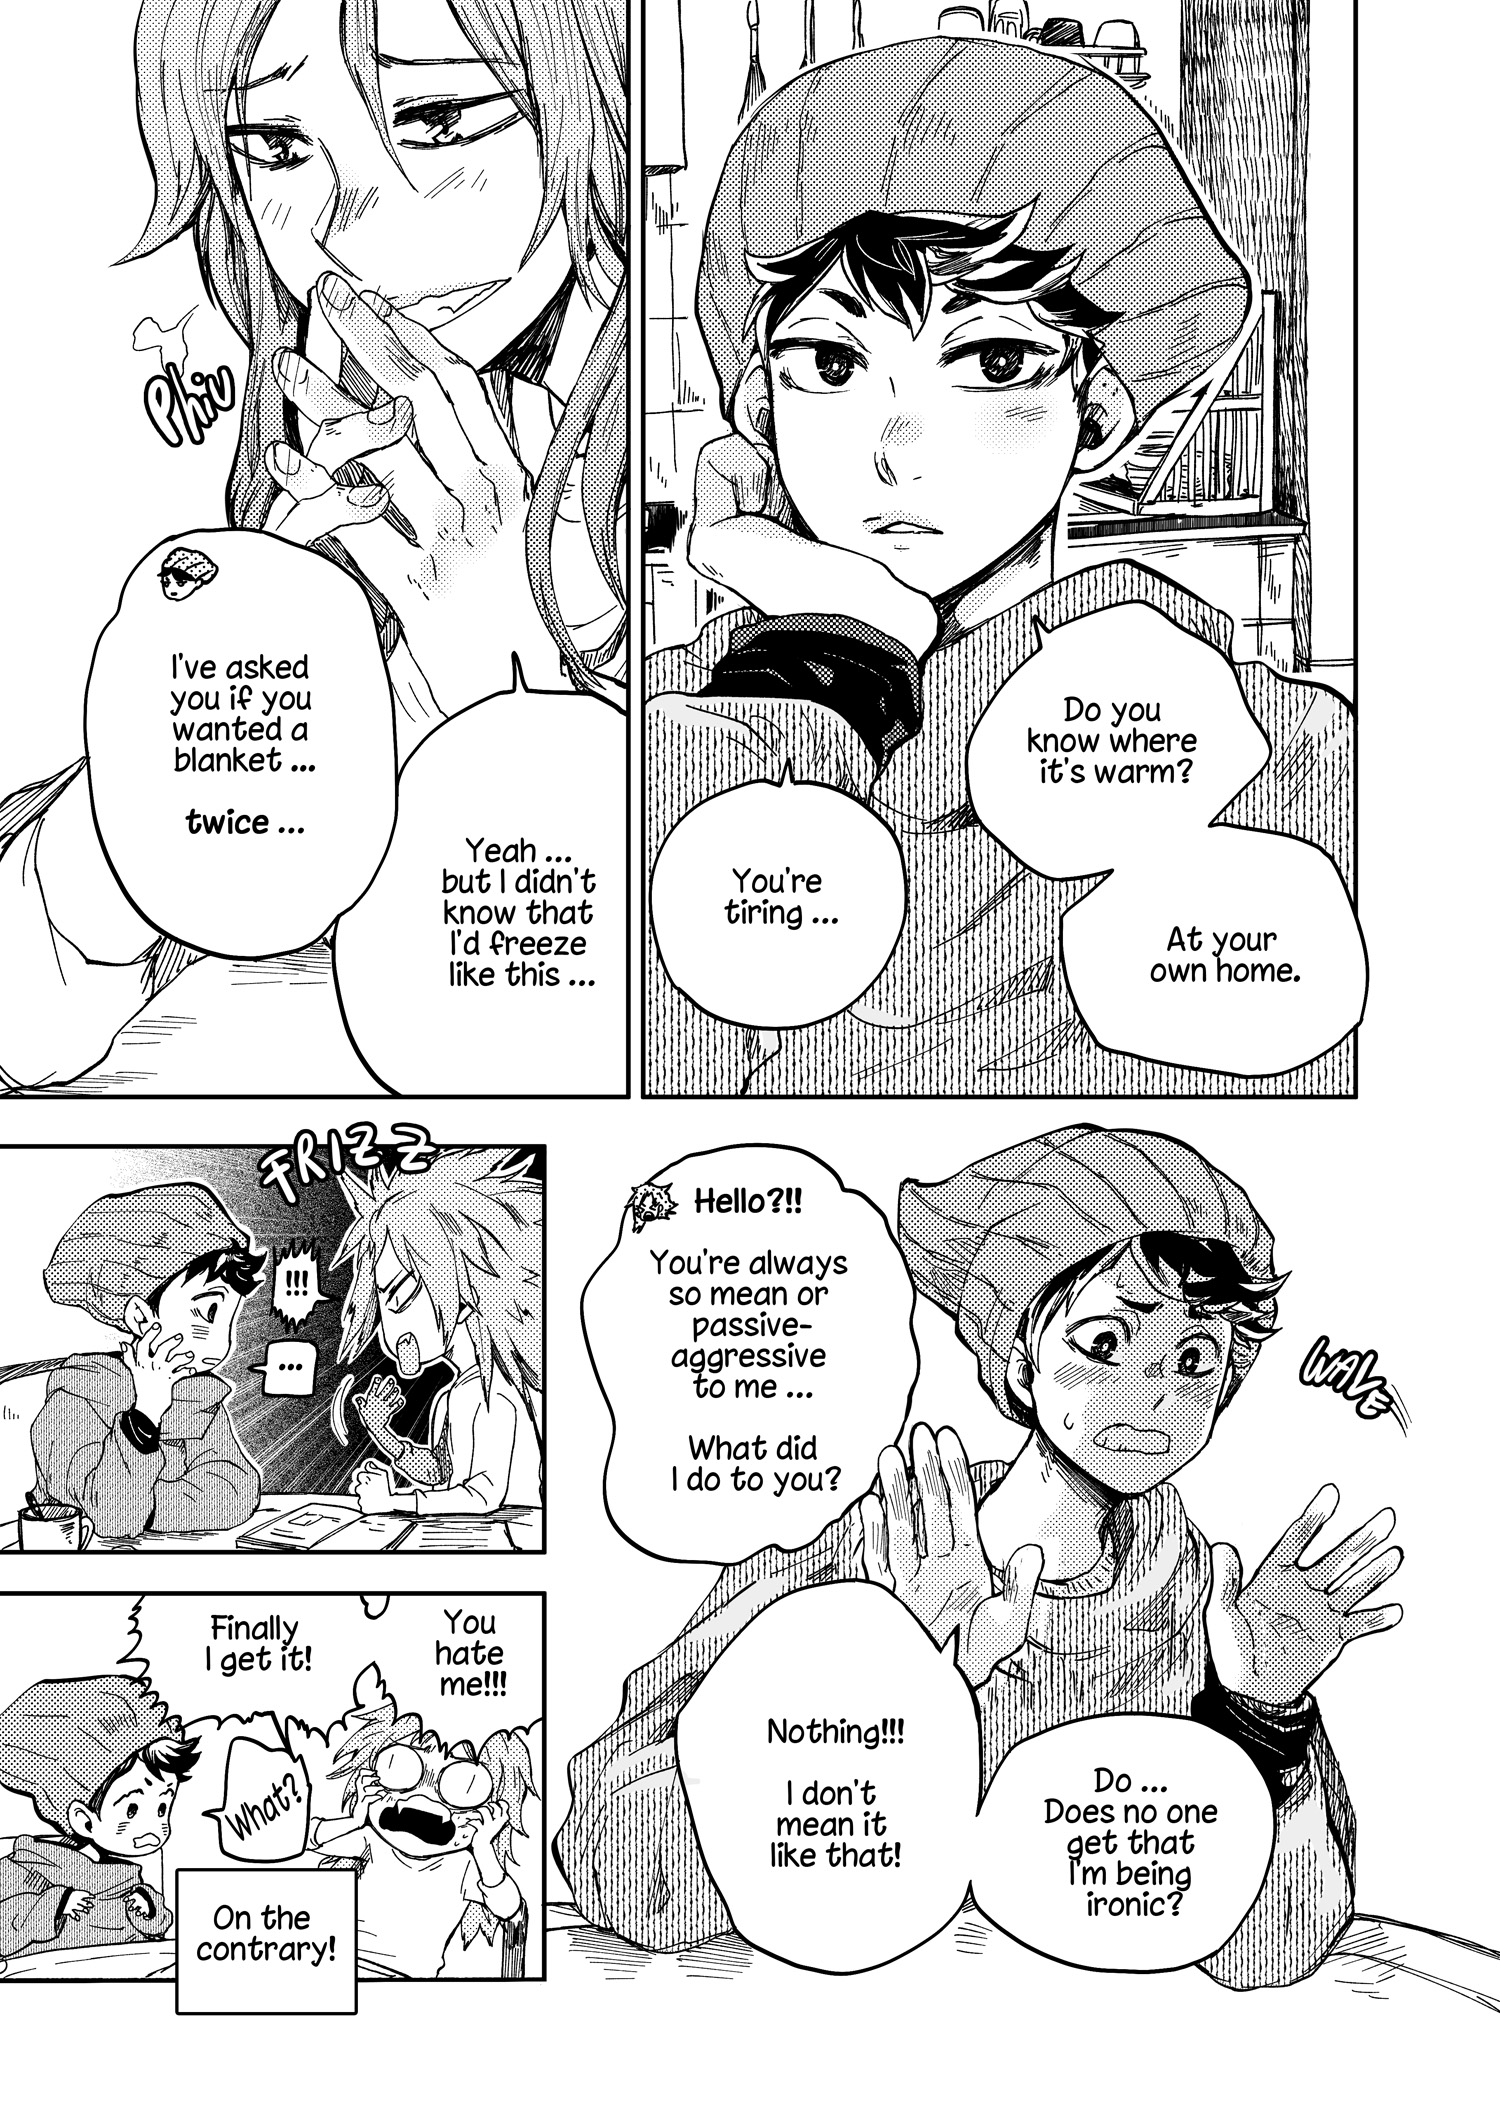 Phiu
I've asked
you if you
wanted a
blanket ...
twice ...
Yeah ...
but I didn't
know that
I'd freeze
like this ...
You're
tiring ...
Do you
know where
it's warm?
At your
own home.
FRIZZ
!!!
...
Finally
I get it!
You
hate
me!!!
What?
On the
contrary!
Hello?!!
You're always
so mean or
passive-
aggressive
to me ...
What did
I do to you?
WAVE
Nothing!!!
I don't
mean it
like that!
Do ...
Does no one
get that
I'm being
ironic?